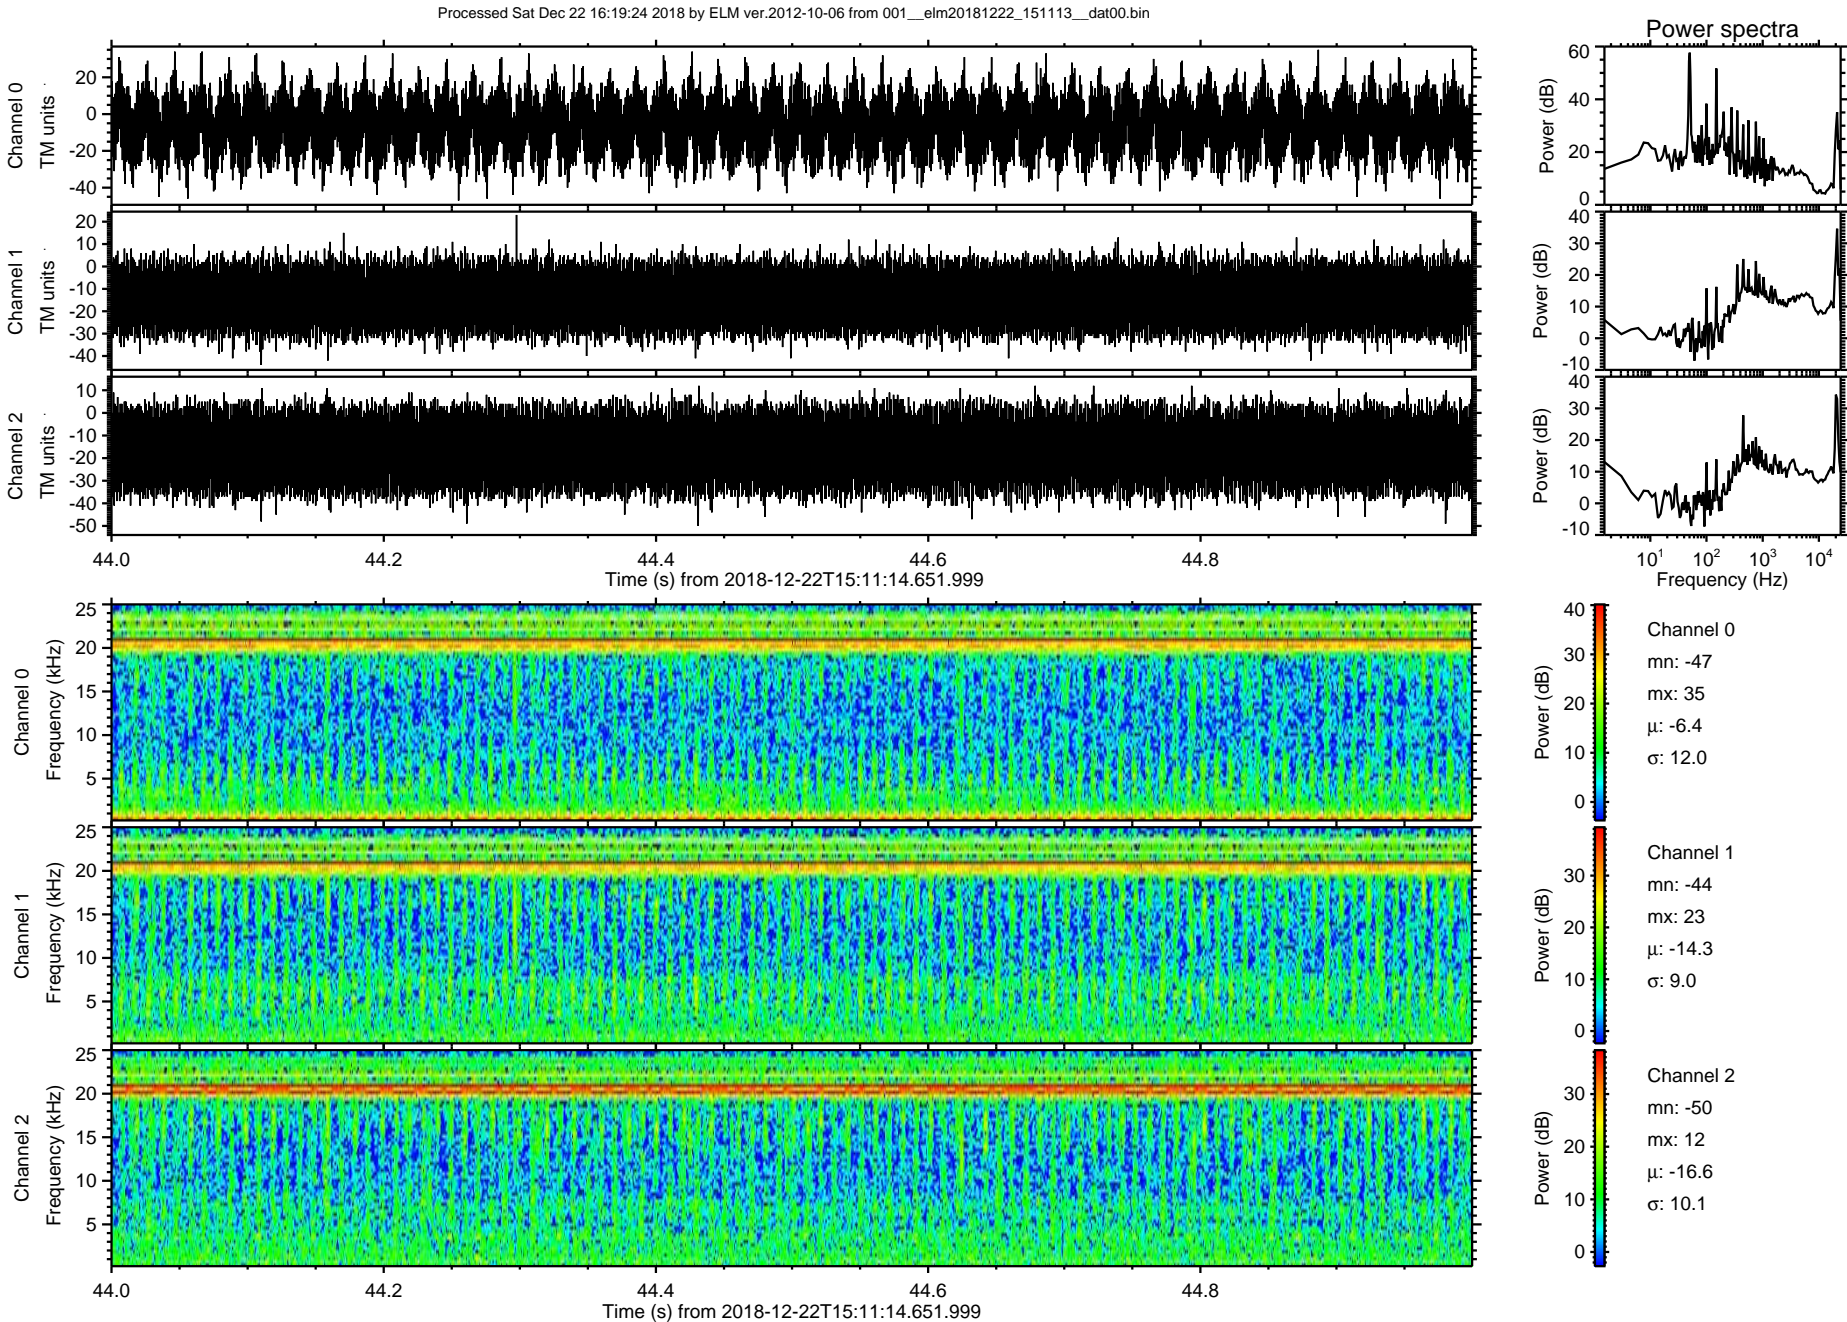 Processed Sat Dec 22 16:19:24 2018 by ELM ver.2012-10-06 from 001__elm20181222_151113__dat00.bin
Power spectra
Channel 0
TM units
20
0
-20
-40
Power (dB)
60
40
20
0
Channel 1
TM units
20
10
0
-10
-20
-30
-40
Power (dB)
40
30
20
10
0
-10
Channel 2
TM units
10
0
-10
-20
-30
-40
-50
Power (dB)
40
30
20
10
0
-10
44.0 44.2 44.4 44.6 44.8
Time (s) from 2018-12-22T15:11:14.651.999
10^1 10^2 10^3 10^4
Frequency (Hz)
Channel 0
Frequency (kHz)
25
20
15
10
5
Power (dB)
40
30
20
10
0
Channel 0
mn: -47
mx: 35
μ: -6.4
σ: 12.0
Channel 1
Frequency (kHz)
25
20
15
10
5
Power (dB)
30
20
10
0
Channel 1
mn: -44
mx: 23
μ: -14.3
σ: 9.0
Channel 2
Frequency (kHz)
25
20
15
10
5
Power (dB)
30
20
10
0
Channel 2
mn: -50
mx: 12
μ: -16.6
σ: 10.1
44.0 44.2 44.4 44.6 44.8
Time (s) from 2018-12-22T15:11:14.651.999